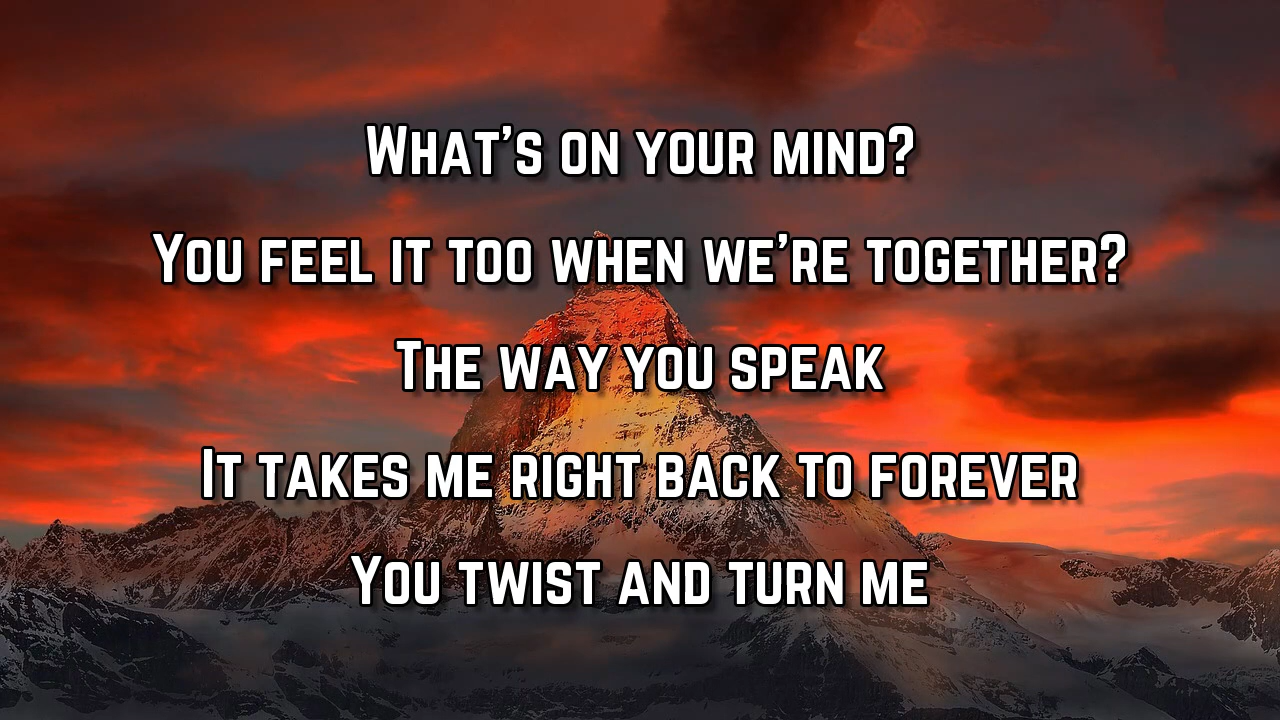 What's on your mind?
You feel it too when we're together?
The way you speak
It takes me right back to forever
You twist and turn me